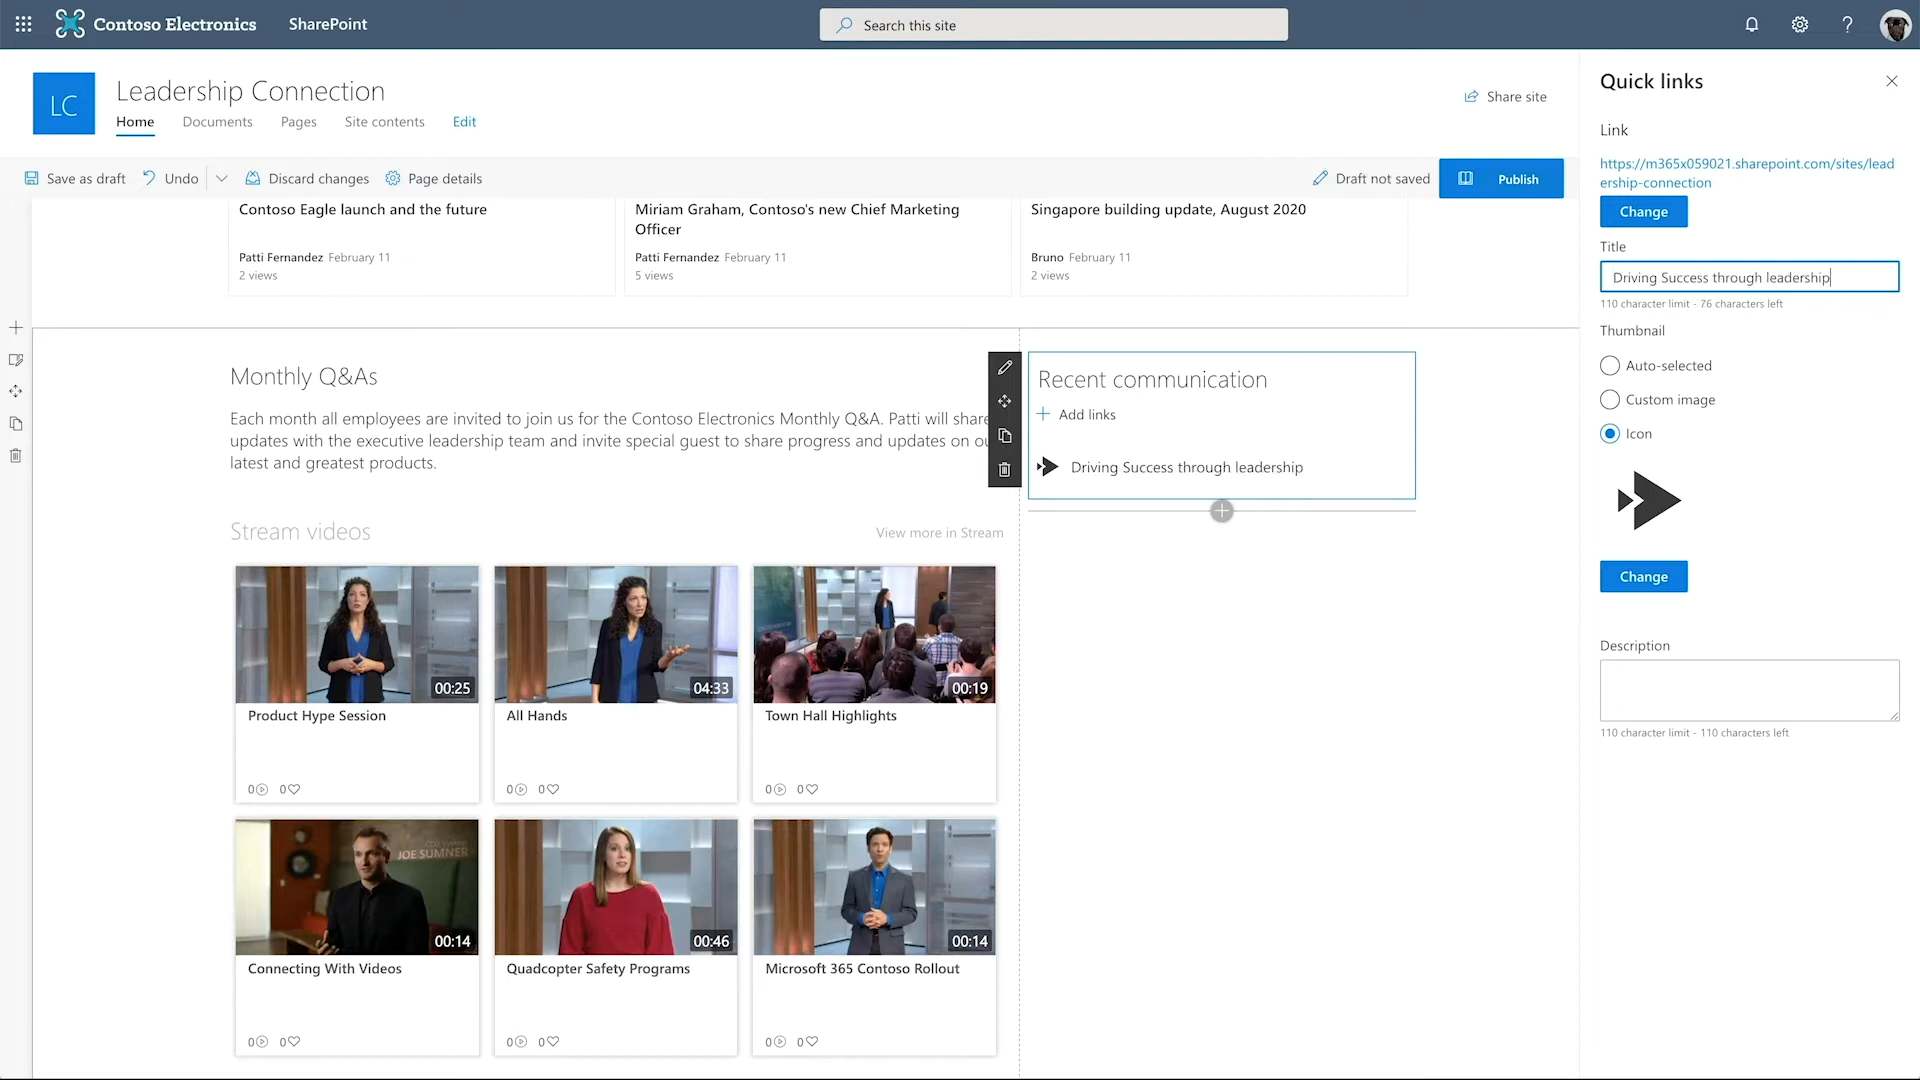 Contoso Electronics
SharePoint
Search this site
LC
Leadership Connection
Home
Documents
Pages
Site contents
Edit
Share site
Save as draft
Undo
Discard changes
Page details
Draft not saved
Publish
Contoso Eagle launch and the future
Patti Fernandez February 11
2 views
Miriam Graham, Contoso's new Chief Marketing
Officer
Patti Fernandez February 11
5 views
Singapore building update, August 2020
Bruno February 11
2 views
Monthly Q&As
Each month all employees are invited to join us for the Contoso Electronics Monthly Q&A. Patti will share
updates with the executive leadership team and invite special guest to share progress and updates on ou
latest and greatest products.
Stream videos
View more in Stream
00:25
Product Hype Session
0 0
04:33
All Hands
0 0
00:19
Town Hall Highlights
0 0
JOE SUMNER
00:14
Connecting With Videos
0 0
00:46
Quadcopter Safety Programs
0 0
00:14
Microsoft 365 Contoso Rollout
0 0
Recent communication
Add links
Driving Success through leadership
Quick links
Link
https://m365x059021.sharepoint.com/sites/lead
ership-connection
Change
Title
Driving Success through leadership
110 character limit - 76 characters left
Thumbnail
Auto-selected
Custom image
Icon
Change
Description
110 character limit - 110 characters left